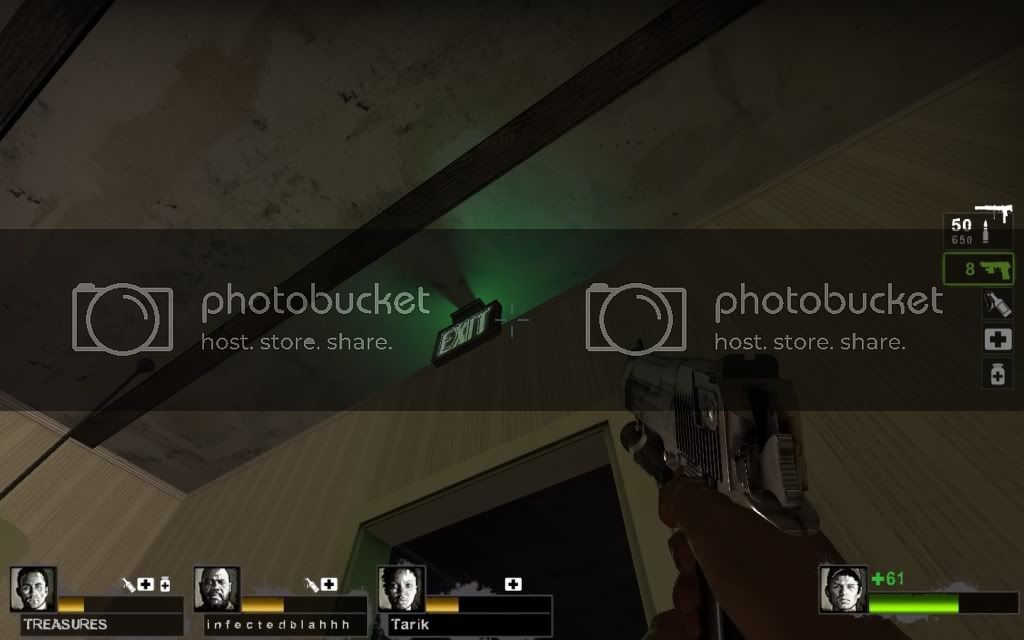 50
650
8
photobucket
host. store. share.
photobucket
host. store. share.
EXIT
+61
TREASURES
infectedblahhh
Tarik